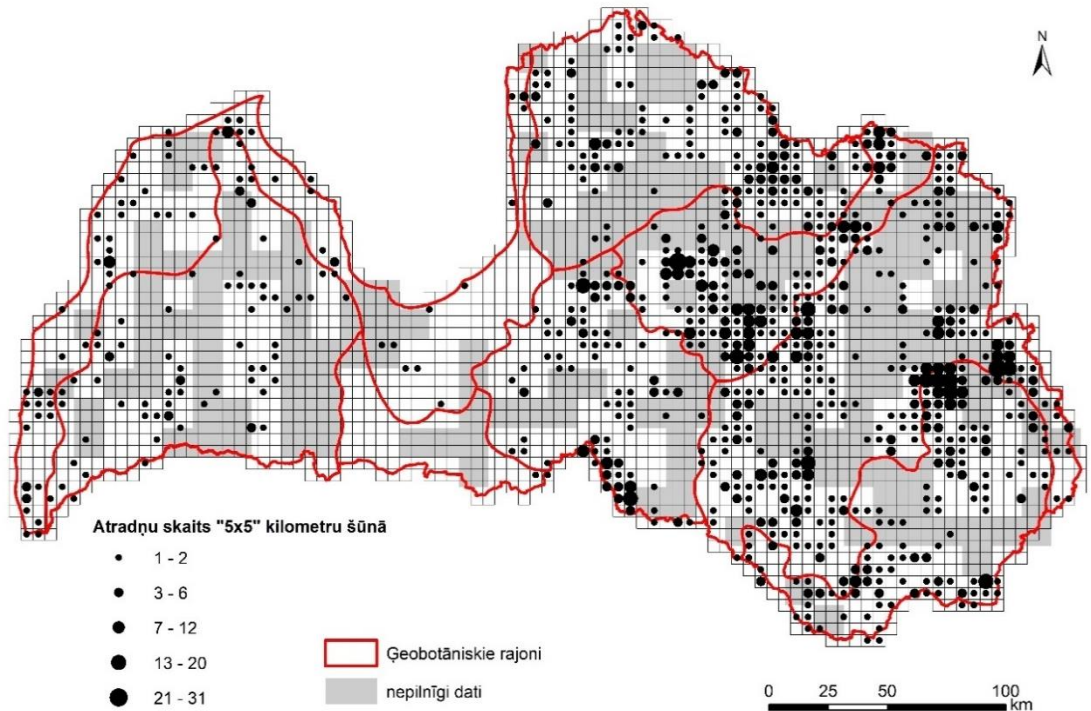 N
Atradņu skaits "5x5" kilometru šūnā
1 - 2
3 - 6
7 - 12
13 - 20
21 - 31
Ģeobotāniskie rajoni
nepilnīgi dati
0 25 50 100
km